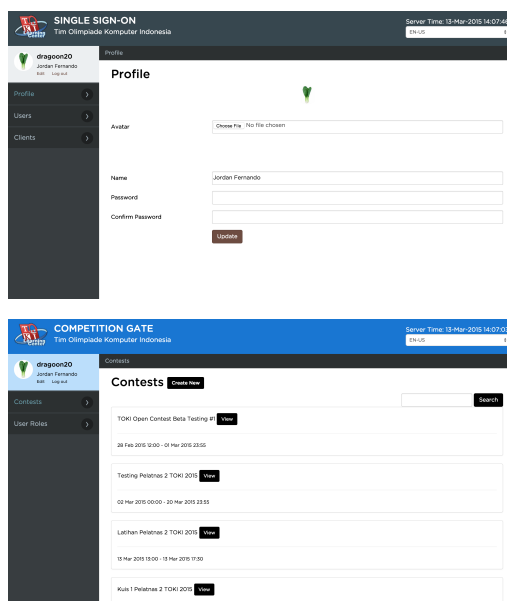 SINGLE SIGN-ON
Tim Olimpiade Komputer Indonesia
Server Time: 13-Mar-2015 14:07:46
EN-US
dragoon20
Jordan Fernando
Edit Log out
Profile
Users
Clients
Profile
Profile
Avatar
Choose File No file chosen
Name
Jordan Fernando
Password
Confirm Password
Update
COMPETITION GATE
Tim Olimpiade Komputer Indonesia
Server Time: 13-Mar-2015 14:07:03
EN-US
dragoon20
Jordan Fernando
Edit Log out
Contests
User Roles
Contests
Contests Create New
Search
TOKI Open Contest Beta Testing #1 View
28 Feb 2015 12:00 - 01 Mar 2015 23:55
Testing Pelatnas 2 TOKI 2015 View
02 Mar 2015 00:00 - 20 Mar 2015 23:55
Latihan Pelatnas 2 TOKI 2015 View
13 Mar 2015 13:00 - 13 Mar 2015 17:30
Kuis 1 Pelatnas 2 TOKI 2015 View